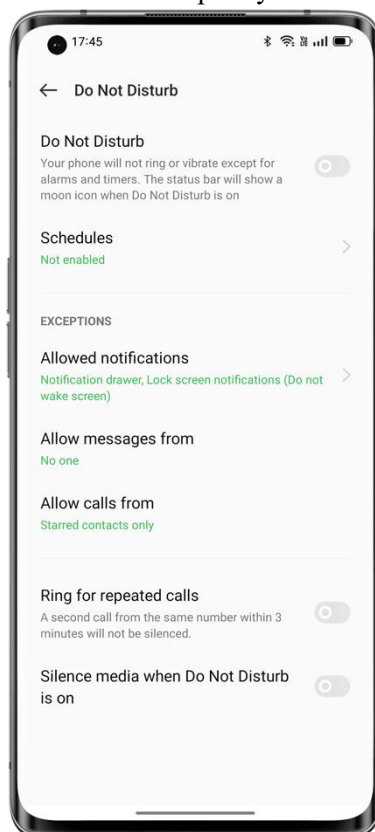 17:45
Do Not Disturb
Do Not Disturb
Your phone will not ring or vibrate except for
alarms and timers. The status bar will show a
moon icon when Do Not Disturb is on
Schedules
Not enabled
EXCEPTIONS
Allowed notifications
Notification drawer, Lock screen notifications (Do not
wake screen)
Allow messages from
No one
Allow calls from
Starred contacts only
Ring for repeated calls
A second call from the same number within 3
minutes will not be silenced.
Silence media when Do Not Disturb
is on